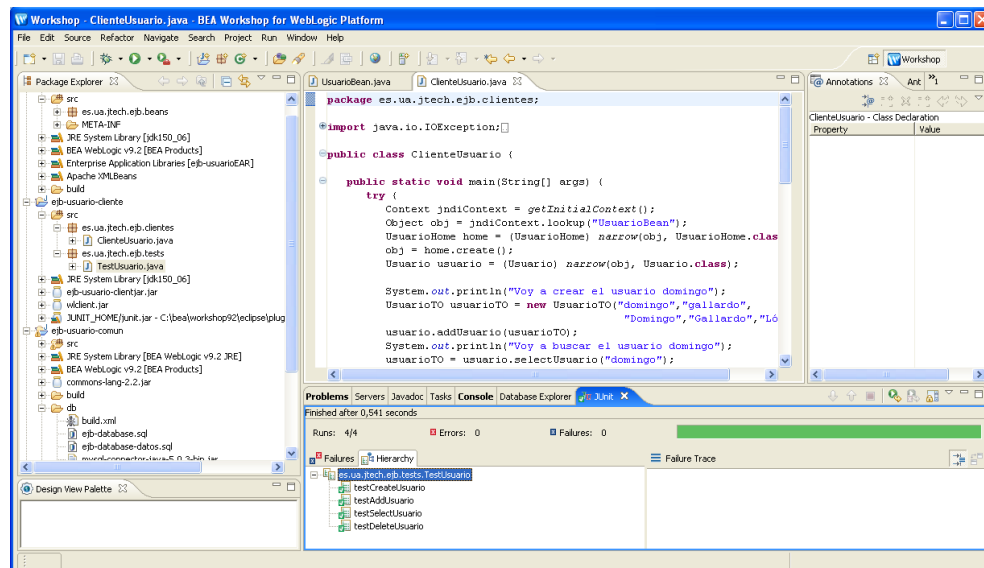 Workshop - ClienteUsuario.java - BEA Workshop for WebLogic Platform
File Edit Source Refactor Navigate Search Project Run Window Help
Workshop
Package Explorer
src
es.ua.jtech.ejb.beans
META-INF
JRE System Library [jdk150_06]
BEA WebLogic v9.2 [BEA Products]
Enterprise Application Libraries [ejb-usuarioEAR]
Apache XMLBeans
build
ejb-usuario-cliente
src
es.ua.jtech.ejb.clientes
ClienteUsuario.java
es.ua.jtech.ejb.tests
TestUsuario.java
JRE System Library [jdk150_06]
ejb-usuario-clientjar.jar
wlclient.jar
JUNIT_HOME/junit.jar - C:\bea\workshop92\eclipse\plug
ejb-usuario-comun
src
JRE System Library [BEA WebLogic v9.2 JRE]
BEA WebLogic v9.2 [BEA Products]
commons-lang-2.2.jar
build
db
build.xml
ejb-database.sql
ejb-database-datos.sql
mysql-connector-java-5.0.3-bin.jar
Design View Palette
UsuarioBean.java ClienteUsuario.java
package es.ua.jtech.ejb.clientes;
import java.io.IOException;
public class ClienteUsuario {
public static void main(String[] args) {
try {
Context jndiContext = getInitialContext();
Object obj = jndiContext.lookup("UsuarioBean");
UsuarioHome home = (UsuarioHome) narrow(obj, UsuarioHome.clas
obj = home.create();
Usuario usuario = (Usuario) narrow(obj, Usuario.class);
System.out.println("Voy a crear el usuario domingo");
UsuarioTO usuarioTO = new UsuarioTO("domingo","gallardo",
"Domingo","Gallardo","Ló
usuario.addUsuario(usuarioTO);
System.out.println("Voy a buscar el usuario domingo");
usuarioTO = usuario.selectUsuario("domingo");
Annotations Ant »1
ClienteUsuario - Class Declaration
Property Value
Problems Servers Javadoc Tasks Console Database Explorer JUnit
Finished after 0,541 seconds
Runs: 4/4 Errors: 0 Failures: 0
Failures Hierarchy Failure Trace
es.ua.jtech.ejb.tests.TestUsuario
testCreateUsuario
testAddUsuario
testSelectUsuario
testDeleteUsuario